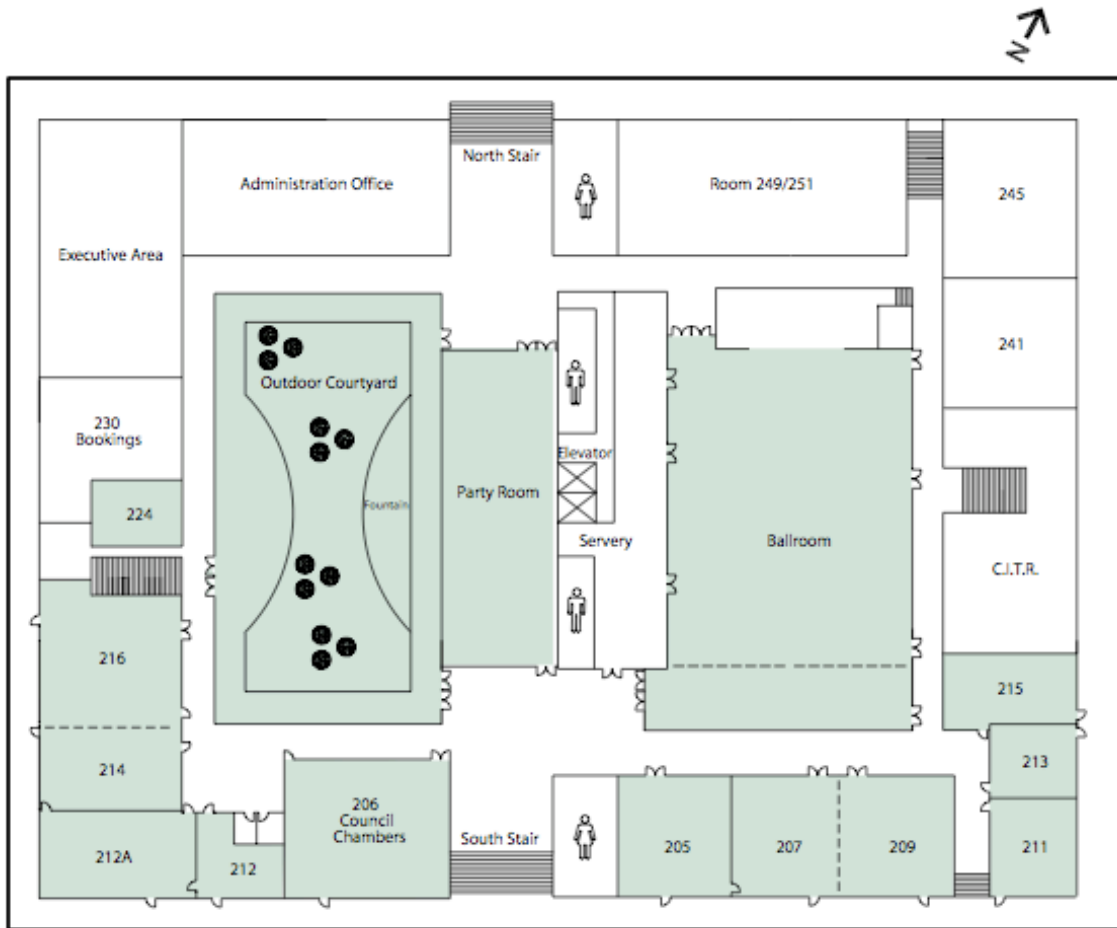 N
North Stair
Administration Office
Room 249/251
245
Executive Area
241
Outdoor Courtyard
230
Bookings
Elevator
Party Room
Fountain
224
Servery
Ballroom
C.I.T.R.
216
215
214
213
206
Council
Chambers
South Stair
205
207
209
211
212A
212